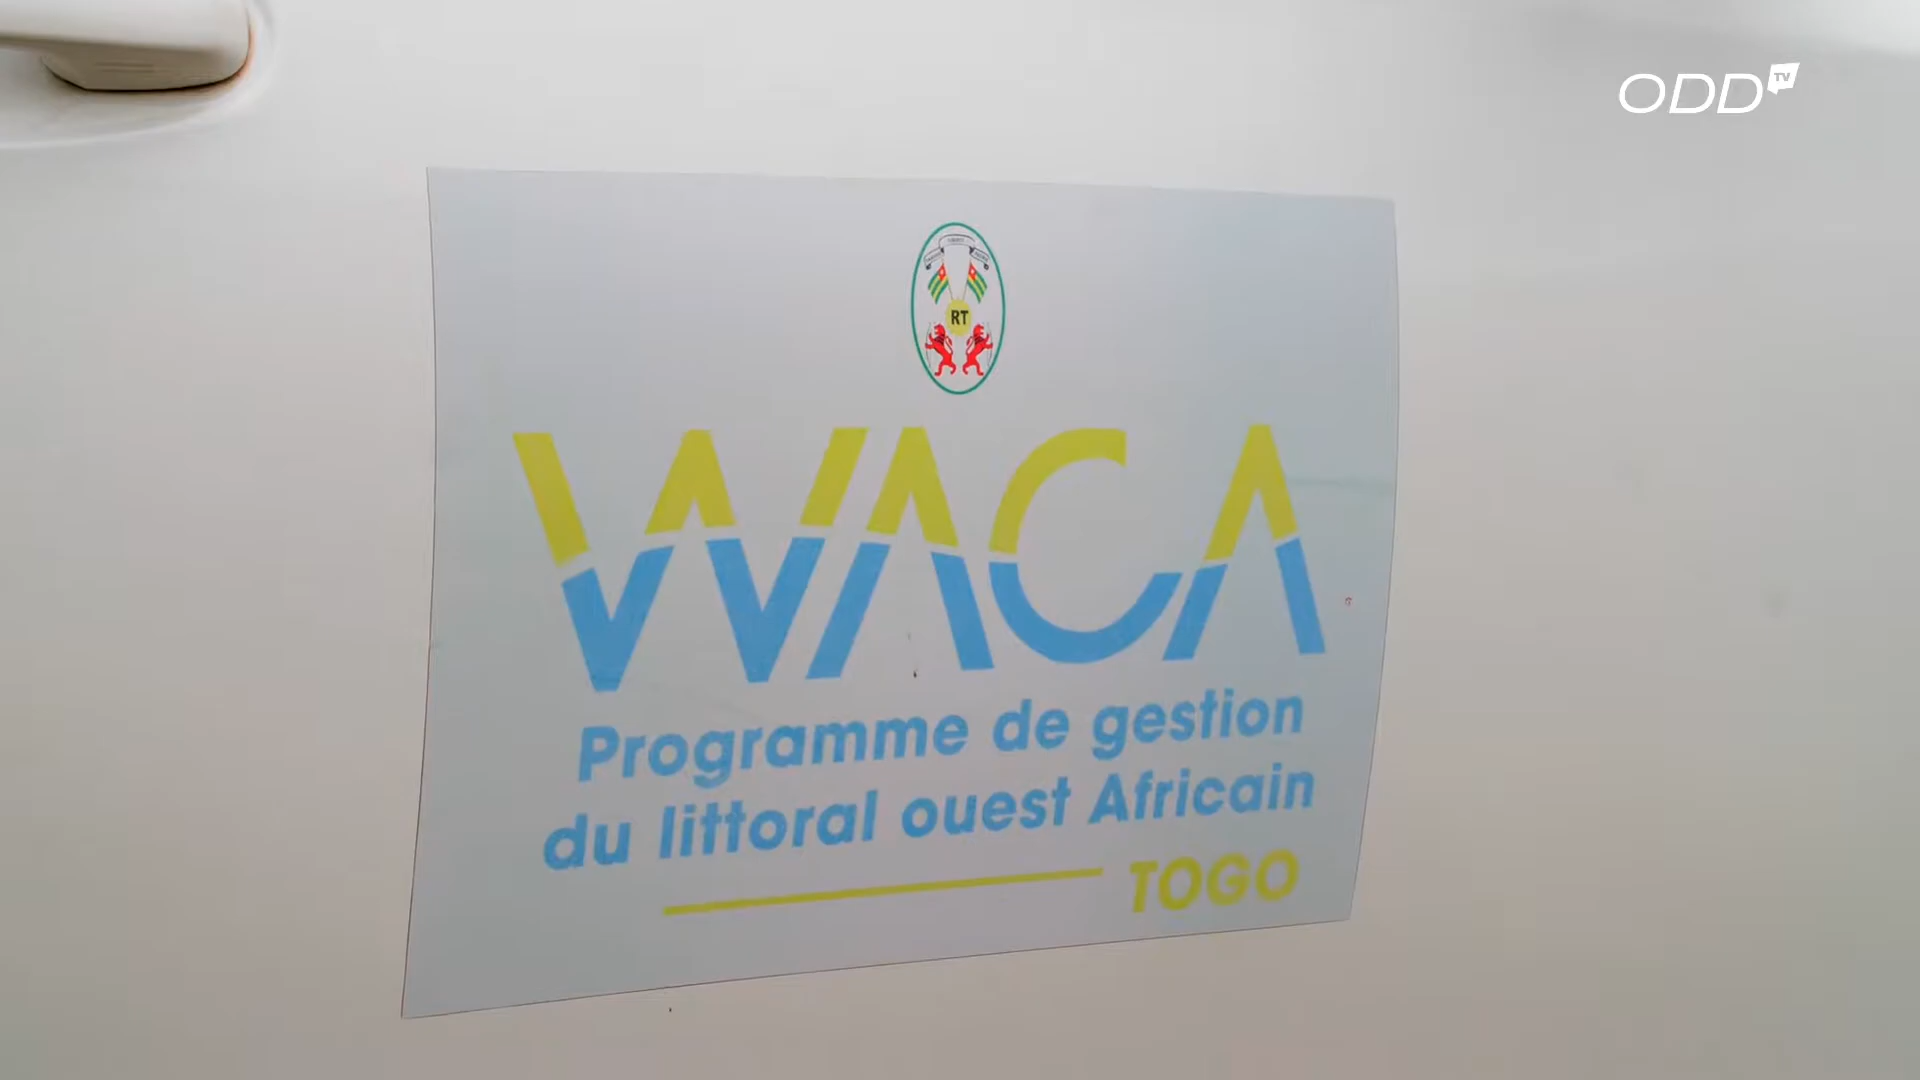 ODD TV
RT
WACA
Programme de gestion
du littoral ouest Africain
TOGO